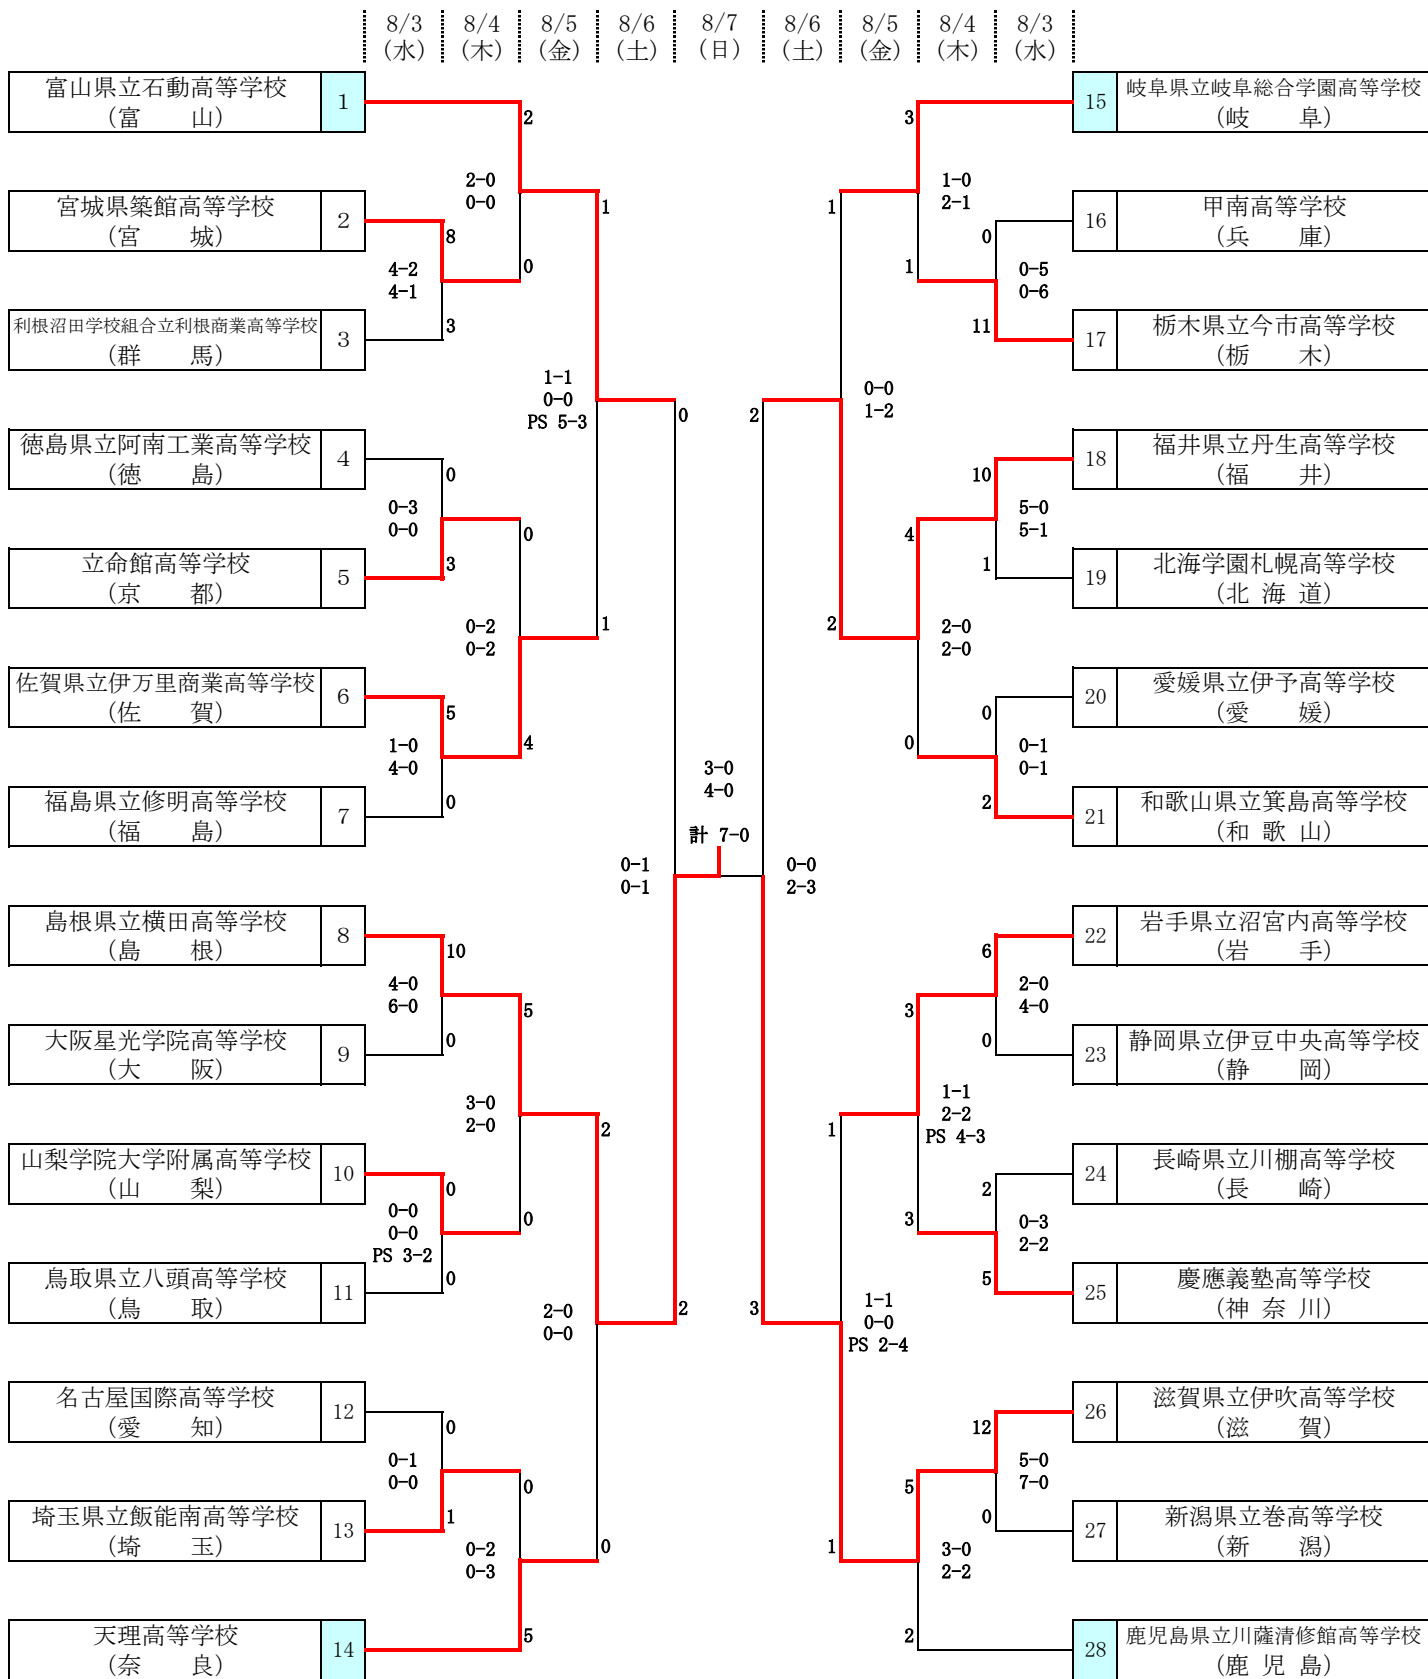 8/3 8/4 8/5 8/6 8/7 8/6 8/5 8/4 8/3
(水) (木) (金) (土) (日) (土) (金) (木) (水)
富山県立石動高等学校
(富 山)
1
2
2-0
0-0
宮城県築館高等学校
(宮 城)
2
8
1
4-2
4-1
0
利根沼田学校組合立利根商業高等学校
(群 馬)
3
3
1-1
0-0
PS 5-3
0
徳島県立阿南工業高等学校
(徳 島)
4
0
0-3
0-0
0
立命館高等学校
(京 都)
5
3
0-2
0-2
1
佐賀県立伊万里商業高等学校
(佐 賀)
6
5
1-0
4-0
4
福島県立修明高等学校
(福 島)
7
0
3-0
4-0
計 7-0
0-1
0-1
島根県立横田高等学校
(島 根)
8
10
4-0
6-0
5
大阪星光学院高等学校
(大 阪)
9
0
3-0
2-0
2
山梨学院大学附属高等学校
(山 梨)
10
0
0-0
0-0
PS 3-2
0
鳥取県立八頭高等学校
(鳥 取)
11
0
2-0
0-0
2
名古屋国際高等学校
(愛 知)
12
0
0-1
0-0
0
埼玉県立飯能南高等学校
(埼 玉)
13
1
0-2
0-3
0
天理高等学校
(奈 良)
14
5
15
岐阜県立岐阜総合学園高等学校
(岐 阜)
3
1-0
2-1
1
16
甲南高等学校
(兵 庫)
0
0-5
0-6
1
17
栃木県立今市高等学校
(栃 木)
11
0-0
1-2
2
18
福井県立丹生高等学校
(福 井)
10
5-0
5-1
4
19
北海学園札幌高等学校
(北 海 道)
1
2-0
2-0
2
20
愛媛県立伊予高等学校
(愛 媛)
0
0-1
0-1
0
21
和歌山県立箕島高等学校
(和 歌 山)
2
0-0
2-3
22
岩手県立沼宮内高等学校
(岩 手)
6
2-0
4-0
3
23
静岡県立伊豆中央高等学校
(静 岡)
0
1-1
2-2
PS 4-3
1
24
長崎県立川棚高等学校
(長 崎)
2
0-3
2-2
3
25
慶應義塾高等学校
(神 奈 川)
5
1-1
0-0
PS 2-4
3
26
滋賀県立伊吹高等学校
(滋 賀)
12
5-0
7-0
5
27
新潟県立巻高等学校
(新 潟)
0
3-0
2-2
1
28
鹿児島県立川薩清修館高等学校
(鹿 児 島)
2